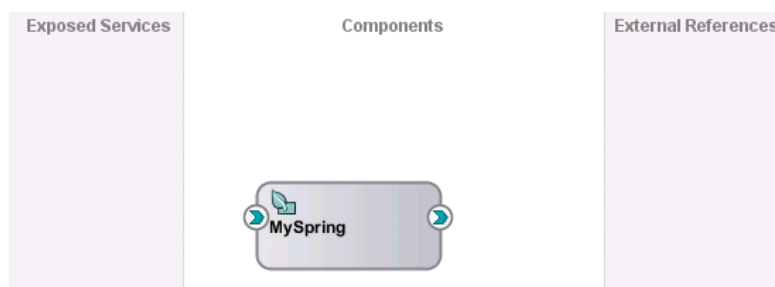 Exposed Services
Components
External References
MySpring